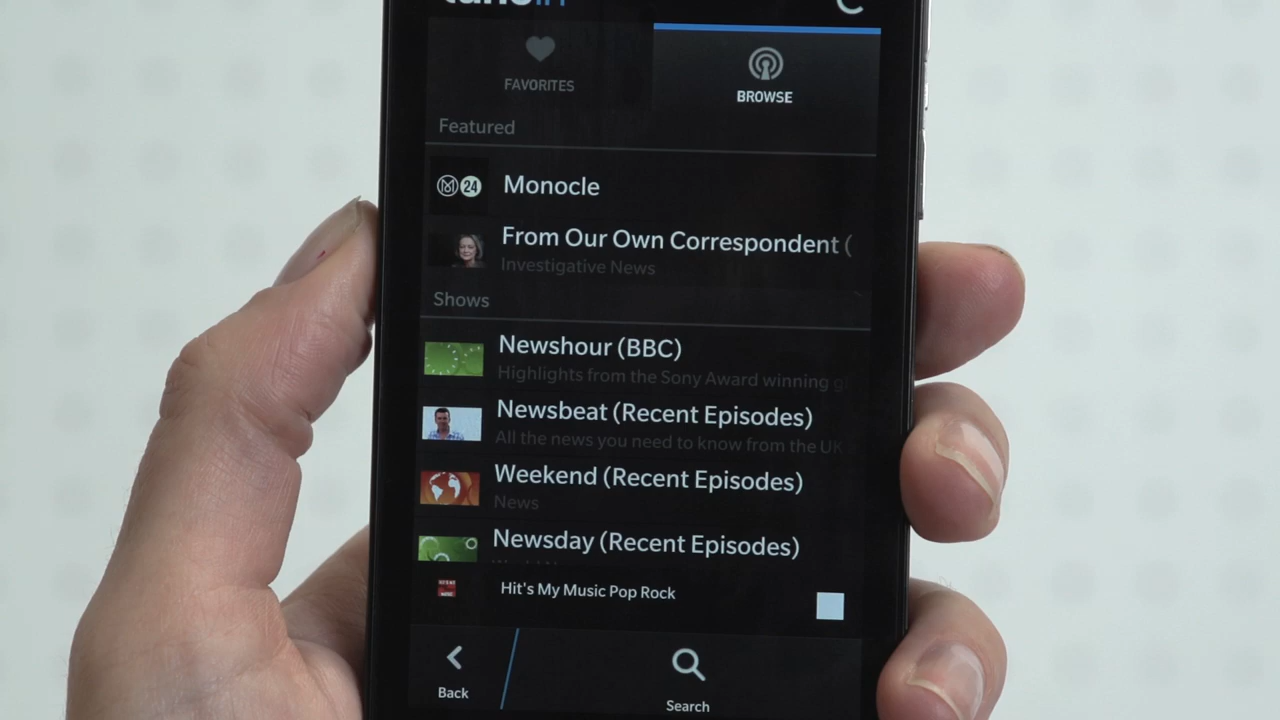 tunein
FAVORITES
BROWSE
Featured
24
Monocle
From Our Own Correspondent (
Investigative News
Shows
Newshour (BBC)
Highlights from the Sony Award winning g
Newsbeat (Recent Episodes)
All the news you need to know from the UK
Weekend (Recent Episodes)
News
Newsday (Recent Episodes)
Hit's My Music Pop Rock
Back
Search